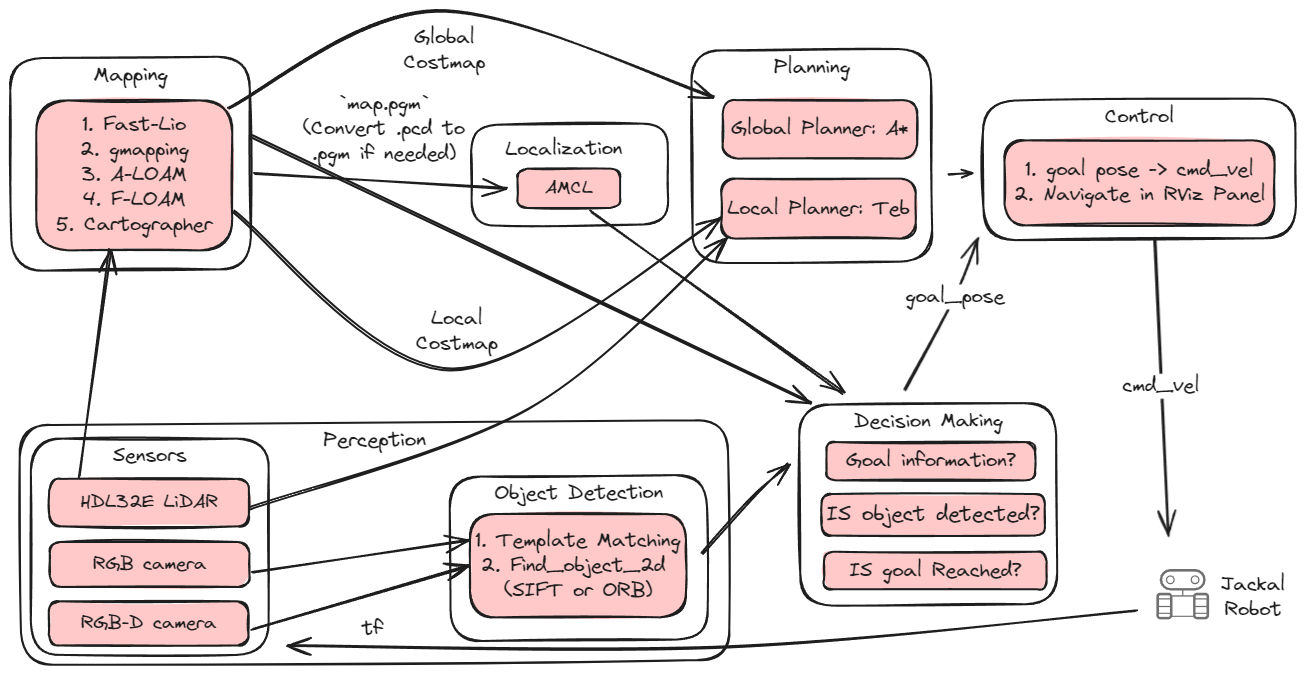 Global
Costmap
Mapping
1. Fast-Lio
2. gmapping
3. A-LOAM
4. F-LOAM
5. Cartographer
`map.pgm`
(Convert .pcd to
.pgm if needed)
Localization
AMCL
Planning
Global Planner: A*
Local Planner: Teb
Control
1. goal pose -> cmd_vel
2. Navigate in RViz Panel
Local
Costmap
goal_pose
cmd_vel
Perception
Sensors
HDL32E LiDAR
RGB camera
RGB-D camera
Object Detection
1. Template Matching
2. Find_object_2d
(SIFT or ORB)
Decision Making
Goal information?
IS object detected?
IS goal Reached?
tf
Jackal
Robot